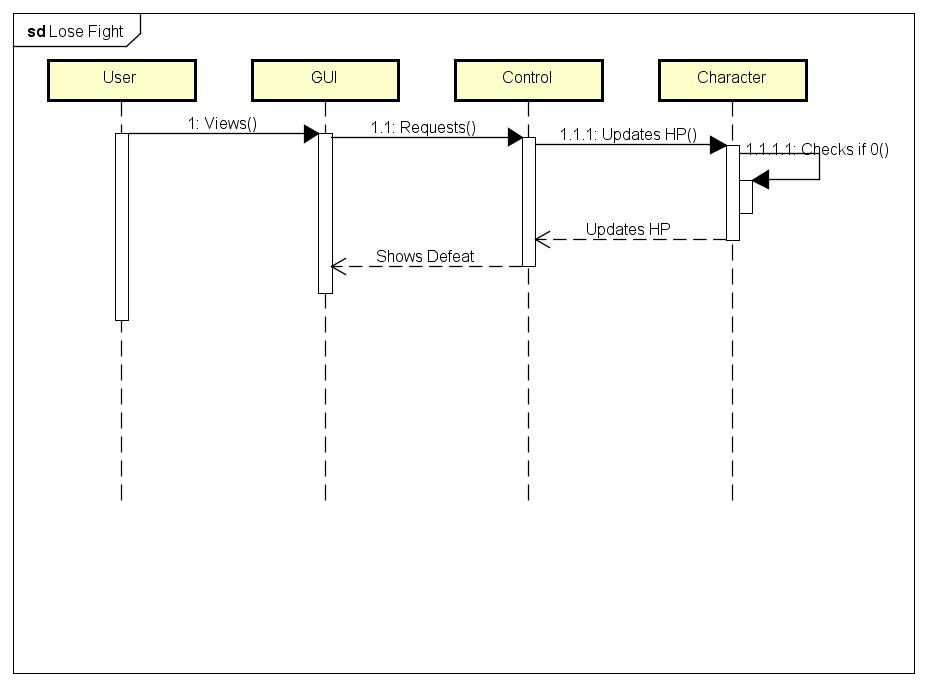 sd Lose Fight
User
GUI
Control
Character
1: Views()
1.1: Requests()
1.1.1: Updates HP()
1.1.1.1: Checks if 0()
Updates HP
Shows Defeat